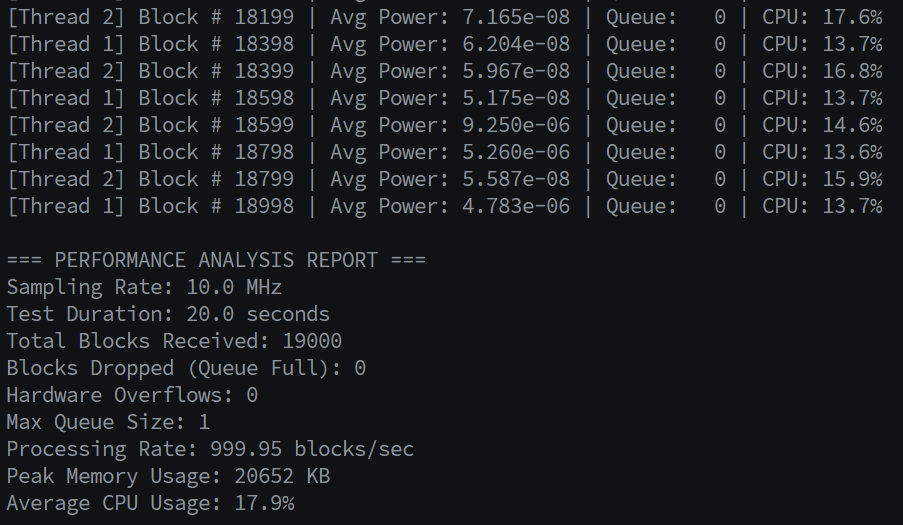 [Thread 2] Block # 18199 | Avg Power: 7.165e-08 | Queue:   0 | CPU: 17.6%
[Thread 1] Block # 18398 | Avg Power: 6.204e-08 | Queue:   0 | CPU: 13.7%
[Thread 2] Block # 18399 | Avg Power: 5.967e-08 | Queue:   0 | CPU: 16.8%
[Thread 1] Block # 18598 | Avg Power: 5.175e-08 | Queue:   0 | CPU: 13.7%
[Thread 2] Block # 18599 | Avg Power: 9.250e-06 | Queue:   0 | CPU: 14.6%
[Thread 1] Block # 18798 | Avg Power: 5.260e-06 | Queue:   0 | CPU: 13.6%
[Thread 2] Block # 18799 | Avg Power: 5.587e-08 | Queue:   0 | CPU: 15.9%
[Thread 1] Block # 18998 | Avg Power: 4.783e-06 | Queue:   0 | CPU: 13.7%
=== PERFORMANCE ANALYSIS REPORT ===
Sampling Rate: 10.0 MHz
Test Duration: 20.0 seconds
Total Blocks Received: 19000
Blocks Dropped (Queue Full): 0
Hardware Overflows: 0
Max Queue Size: 1
Processing Rate: 999.95 blocks/sec
Peak Memory Usage: 20652 KB
Average CPU Usage: 17.9%